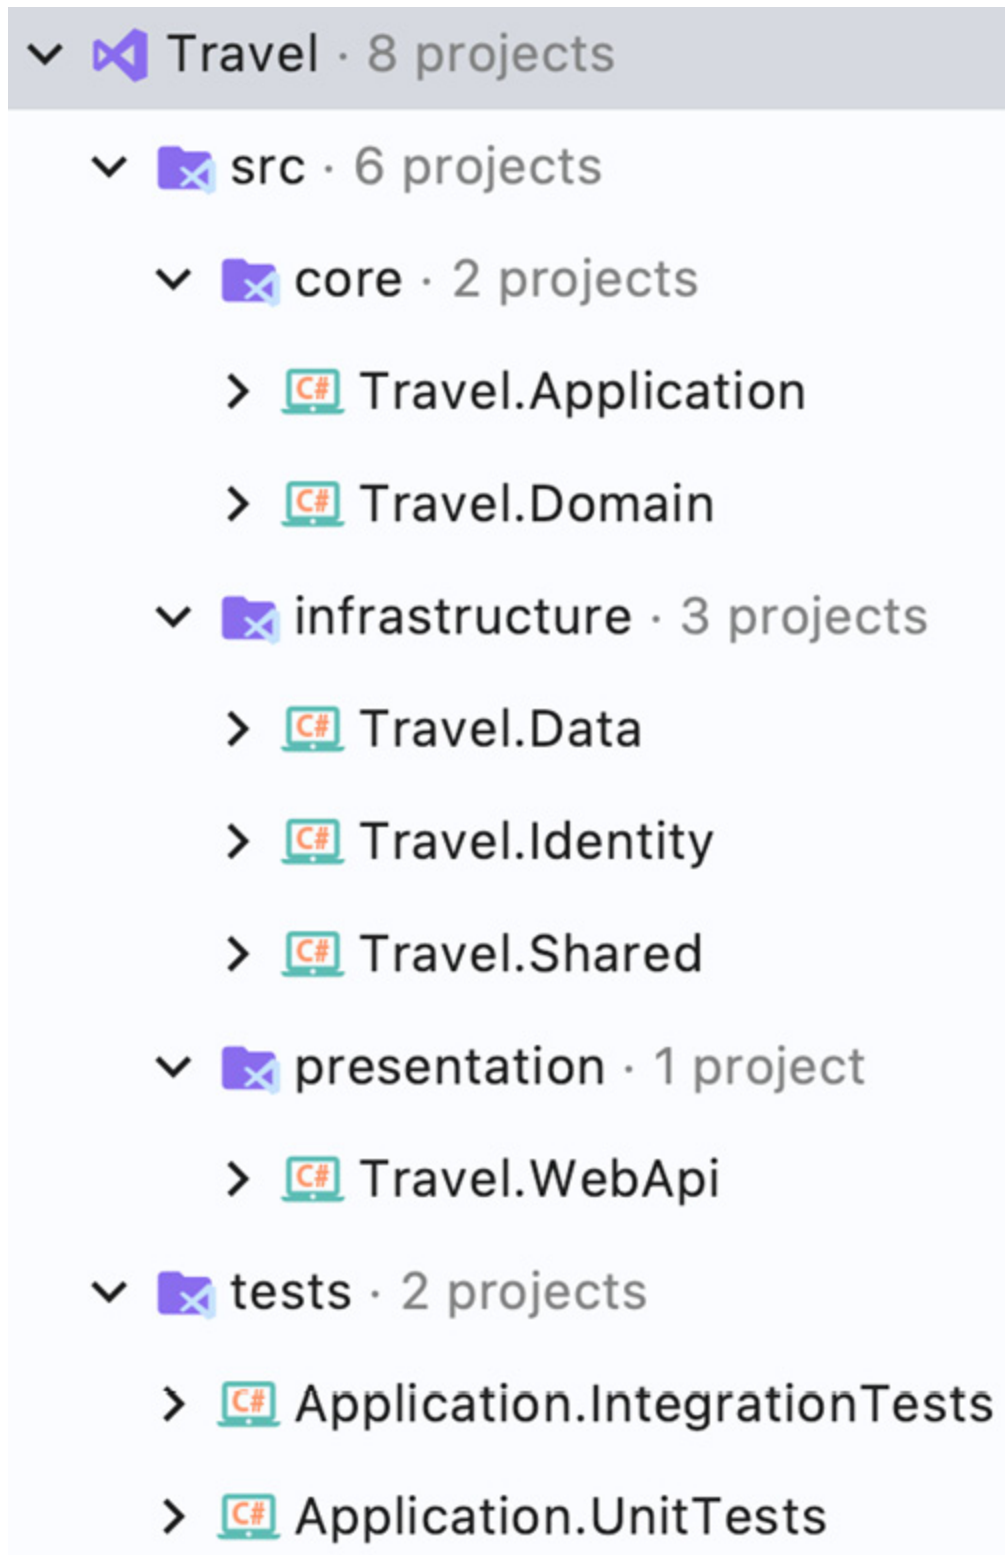 Travel · 8 projects
src · 6 projects
core · 2 projects
C# Travel.Application
C# Travel.Domain
infrastructure · 3 projects
C# Travel.Data
C# Travel.Identity
C# Travel.Shared
presentation · 1 project
C# Travel.WebApi
tests · 2 projects
C# Application.IntegrationTests
C# Application.UnitTests